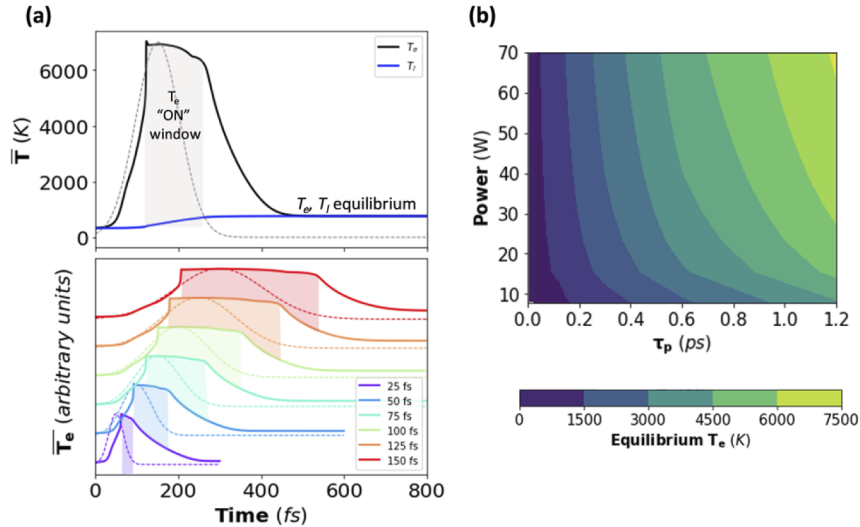 (a)
(b)
T̅ (K)
6000
4000
2000
0
Tₑ
Tₗ
Tₑ
“ON”
window
Tₑ, Tₗ equilibrium
T̅ₑ (arbitrary units)
25 fs
50 fs
75 fs
100 fs
125 fs
150 fs
0 200 400 600 800
Time (fs)
Power (W)
70
60
50
40
30
20
10
0.0 0.2 0.4 0.6 0.8 1.0 1.2
τₚ (ps)
0 1500 3000 4500 6000 7500
Equilibrium Tₑ (K)